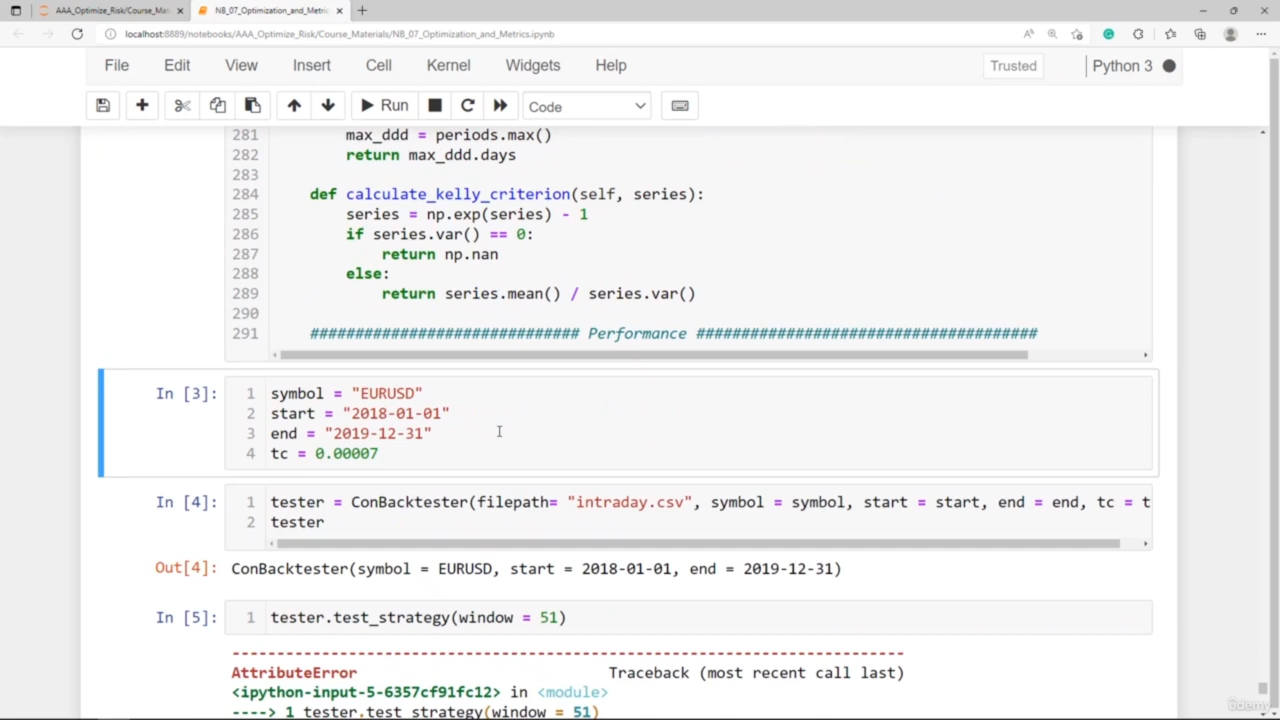 AAA_Optimize_Risk/Course_Mat
NB_07_Optimization_and_Metric
localhost:8889/notebooks/AAA_Optimize_Risk/Course_Materials/NB_07_Optimization_and_Metrics.ipynb
File Edit View Insert Cell Kernel Widgets Help Trusted Python 3
Run Code
281 max_ddd = periods.max()
282 return max_ddd.days
283
284 def calculate_kelly_criterion(self, series):
285 series = np.exp(series) - 1
286 if series.var() == 0:
287 return np.nan
288 else:
289 return series.mean() / series.var()
290
291 ############################## Performance ######################################
In [3]: 1 symbol = "EURUSD"
2 start = "2018-01-01"
3 end = "2019-12-31"
4 tc = 0.00007
In [4]: 1 tester = ConBacktester(filepath= "intraday.csv", symbol = symbol, start = start, end = end, tc = t
2 tester
Out[4]: ConBacktester(symbol = EURUSD, start = 2018-01-01, end = 2019-12-31)
In [5]: 1 tester.test_strategy(window = 51)
---------------------------------------------------------------------------
AttributeError Traceback (most recent call last)
<ipython-input-5-6357cf91fc12> in <module>
----> 1 tester.test_strategy(window = 51)
Udemy